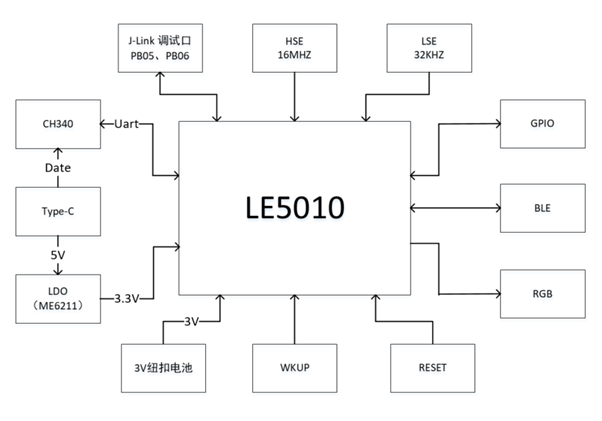 J-Link 调试口
PB05、PB06
HSE
16MHZ
LSE
32KHZ
CH340
Uart
GPIO
Date
LE5010
Type-C
BLE
5V
LDO
（ME6211）
3.3V
RGB
3V
3V纽扣电池
WKUP
RESET